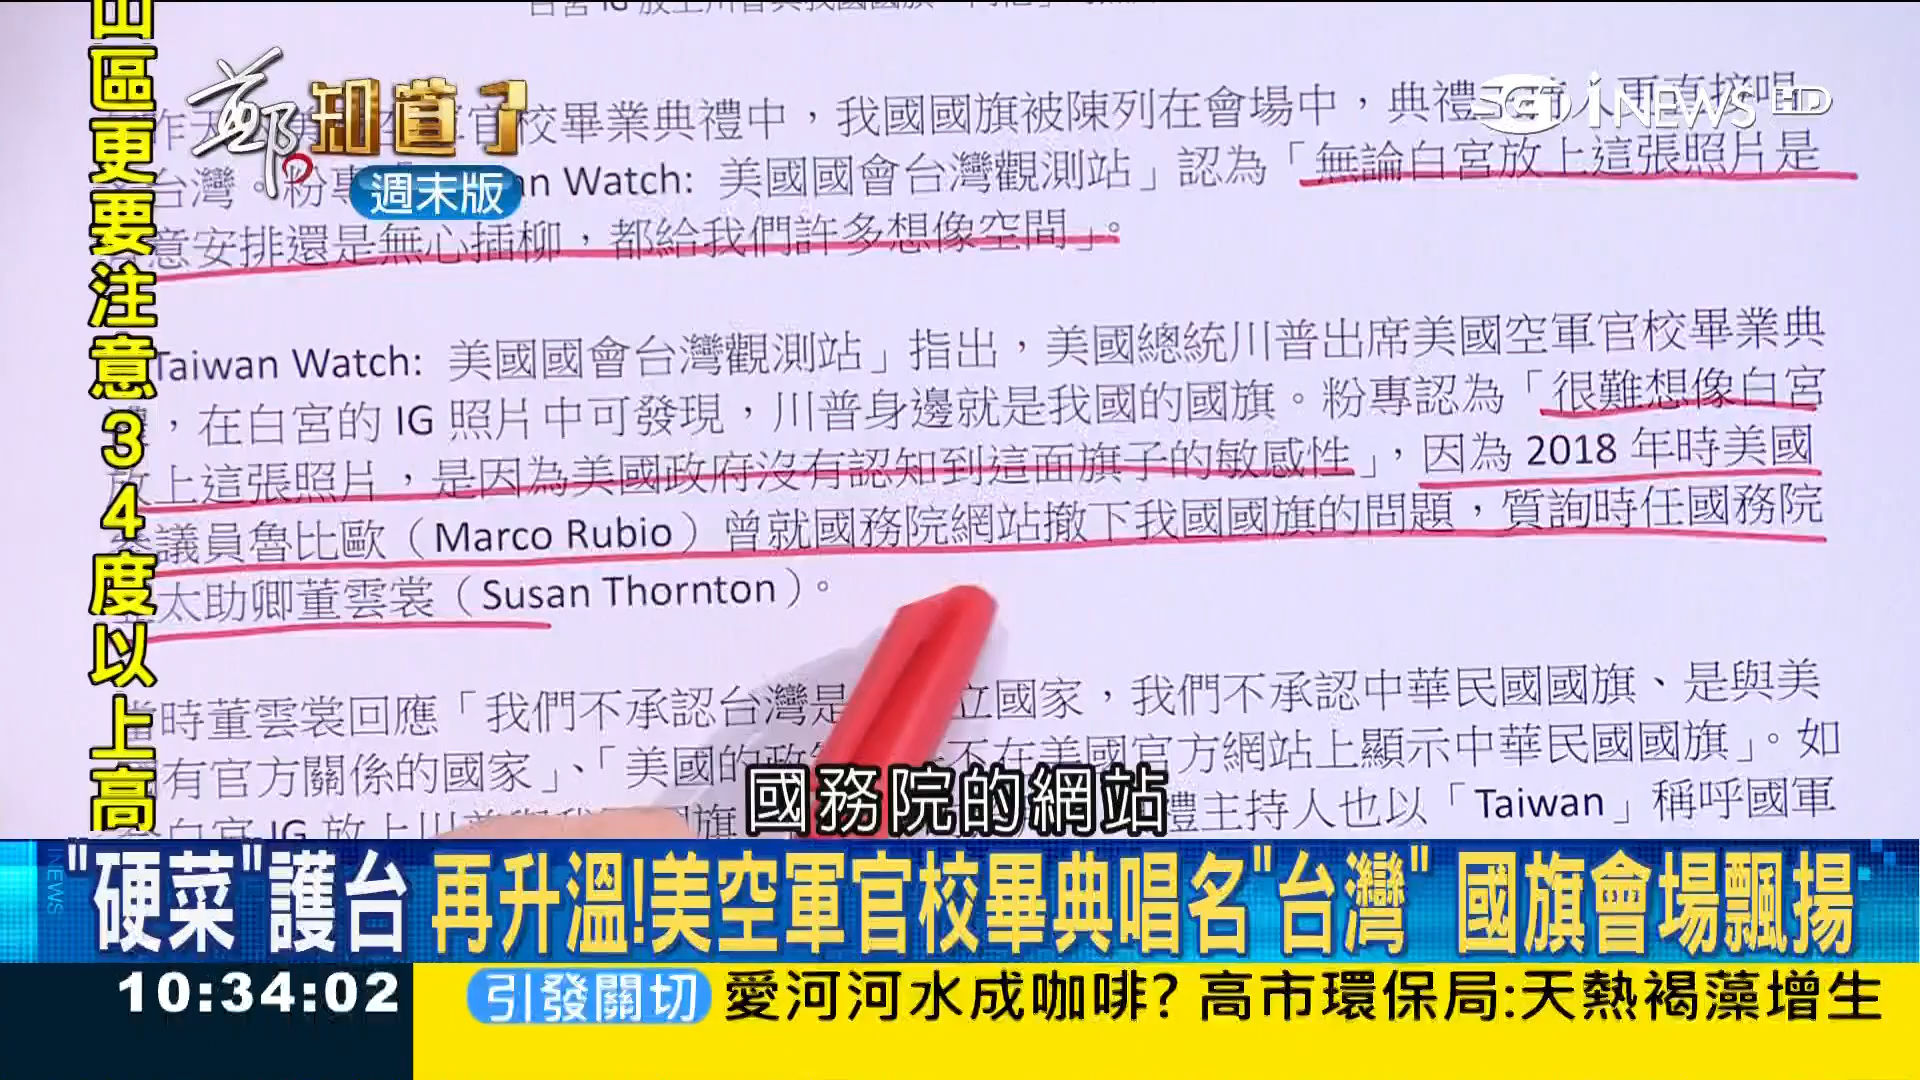 鄭知道了
週末版
iNEWS HD
官校畢業典禮中，我國國旗被陳列在會場中，典禮
台灣。粉專 n Watch: 美國國會台灣觀測站」認為「無論白宮放上這張照片是
意安排還是無心插柳，都給我們許多想像空間」。
Taiwan Watch: 美國國會台灣觀測站」指出，美國總統川普出席美國空軍官校畢業典
，在白宮的 IG 照片中可發現，川普身邊就是我國的國旗。粉專認為「很難想像白宮
放上這張照片，是因為美國政府沒有認知到這面旗子的敏感性」，因為 2018 年時美國
參議員魯比歐（Marco Rubio）曾就國務院網站撤下我國國旗的問題，質詢時任國務院
亞太助卿董雲裳（Susan Thornton）。
當時董雲裳回應「我們不承認台灣是 立國家，我們不承認中華民國國旗、是與美
有官方關係的國家」、「美國的政 不在美國官方網站上顯示中華民國國旗」。如
白宮 IG 放上川普與我 國旗 禮主持人也以「Taiwan」稱呼國軍
國務院的網站
區更要注意34度以上高
"硬菜"護台 再升溫!美空軍官校畢典唱名"台灣" 國旗會場飄揚
iNEWS
10:34:02
引發關切 愛河河水成咖啡? 高市環保局:天熱褐藻增生